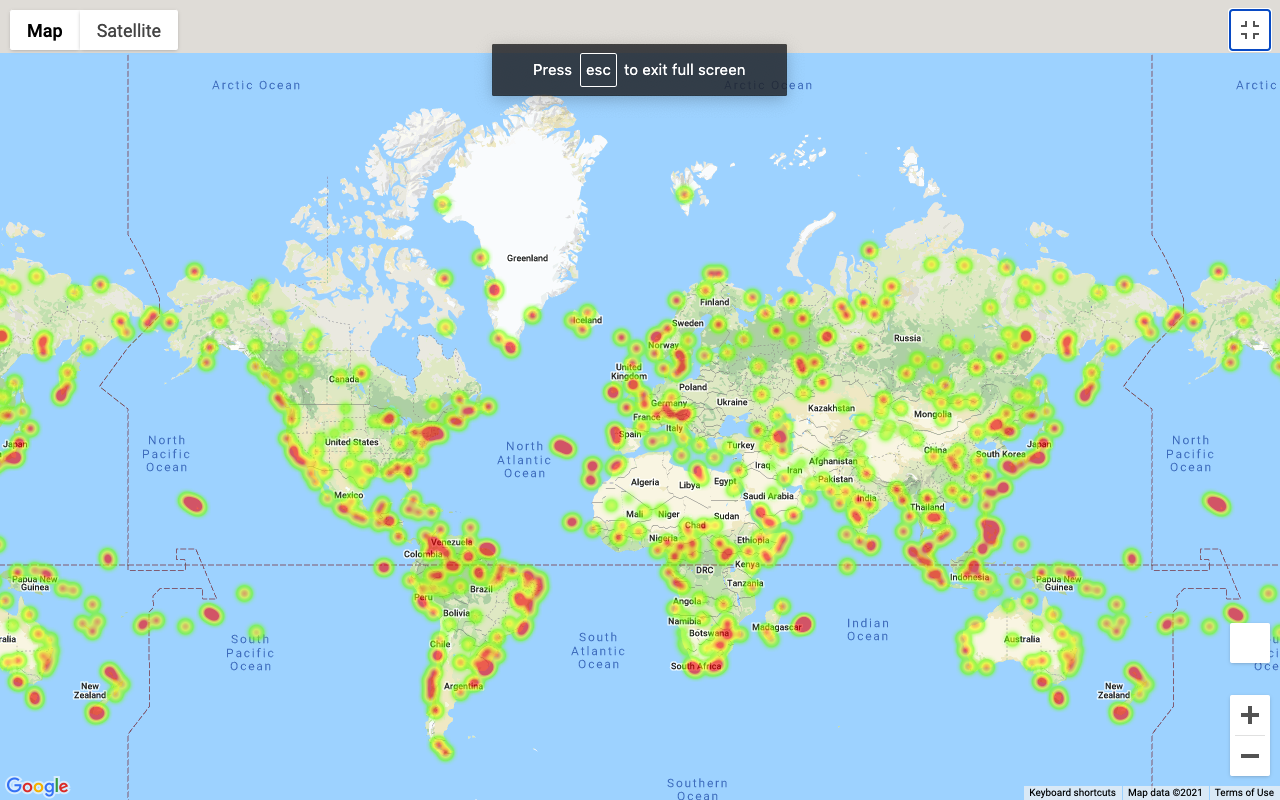 Map
Satellite
Press esc to exit full screen
Arctic Ocean
Arctic Ocean
Arctic
Greenland
Iceland
Finland
Sweden
Norway
Russia
United
Kingdom
Poland
Canada
Germany
Ukraine
Kazakhstan
Mongolia
France
Italy
Spain
United States
Turkey
Japan
Japan
China
South Korea
North
Pacific
Ocean
North
Atlantic
Ocean
North
Pacific
Ocean
Iraq
Iran
Afghanistan
Pakistan
Algeria
Libya
Egypt
Saudi Arabia
India
Mexico
Mali
Niger
Chad
Sudan
Thailand
Nigeria
Ethiopia
Venezuela
Colombia
DRC
Kenya
Indonesia
Papua New
Guinea
Papua New
Guinea
Tanzania
Brazil
Peru
Bolivia
Angola
Namibia
Botswana
Madagascar
Indian
Ocean
ralia
Australia
South
Pacific
Ocean
South
Atlantic
Ocean
Chile
South Africa
Argentina
New
Zealand
New
Zealand
Southern
Ocean
Google
Keyboard shortcuts
Map data ©2021
Terms of Use